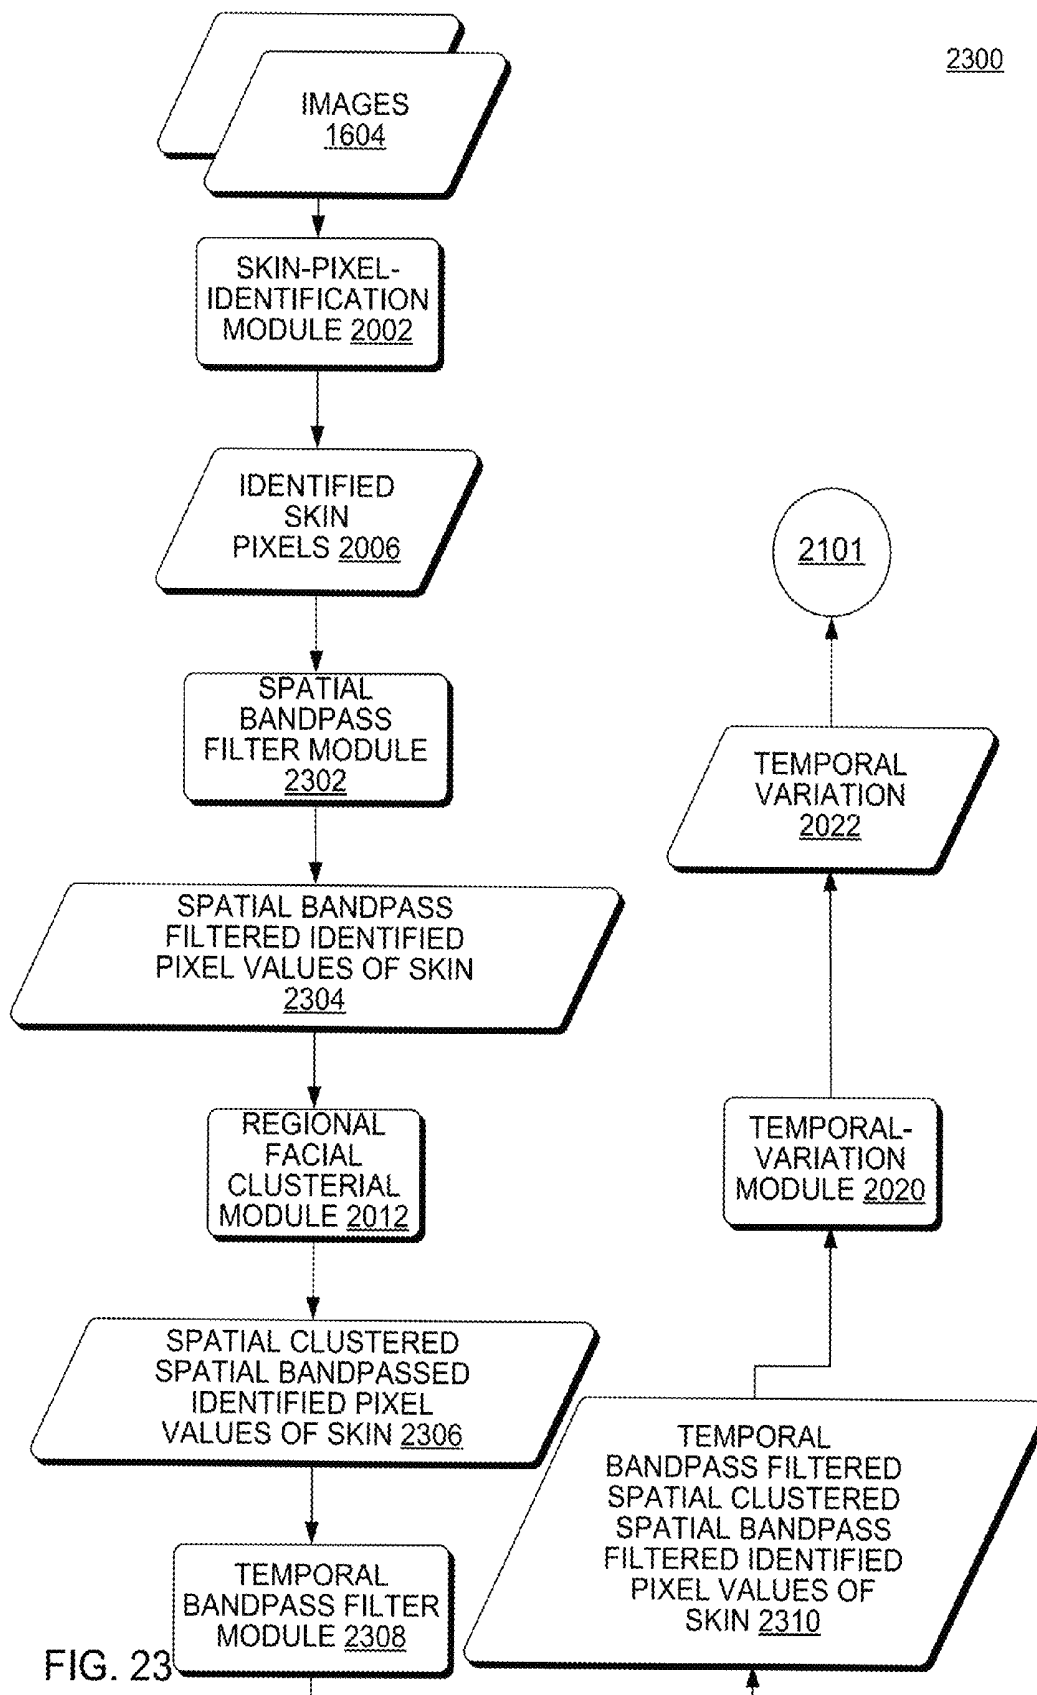 2300
IMAGES
1604
SKIN-PIXEL-
IDENTIFICATION
MODULE 2002
IDENTIFIED
SKIN
PIXELS 2006
SPATIAL
BANDPASS
FILTER MODULE
2302
SPATIAL BANDPASS
FILTERED IDENTIFIED
PIXEL VALUES OF SKIN
2304
REGIONAL
FACIAL
CLUSTERIAL
MODULE 2012
SPATIAL CLUSTERED
SPATIAL BANDPASSED
IDENTIFIED PIXEL
VALUES OF SKIN 2306
TEMPORAL
BANDPASS FILTER
MODULE 2308
TEMPORAL
BANDPASS FILTERED
SPATIAL CLUSTERED
SPATIAL BANDPASS
FILTERED IDENTIFIED
PIXEL VALUES OF
SKIN 2310
TEMPORAL-
VARIATION
MODULE 2020
TEMPORAL
VARIATION
2022
2101
FIG. 23